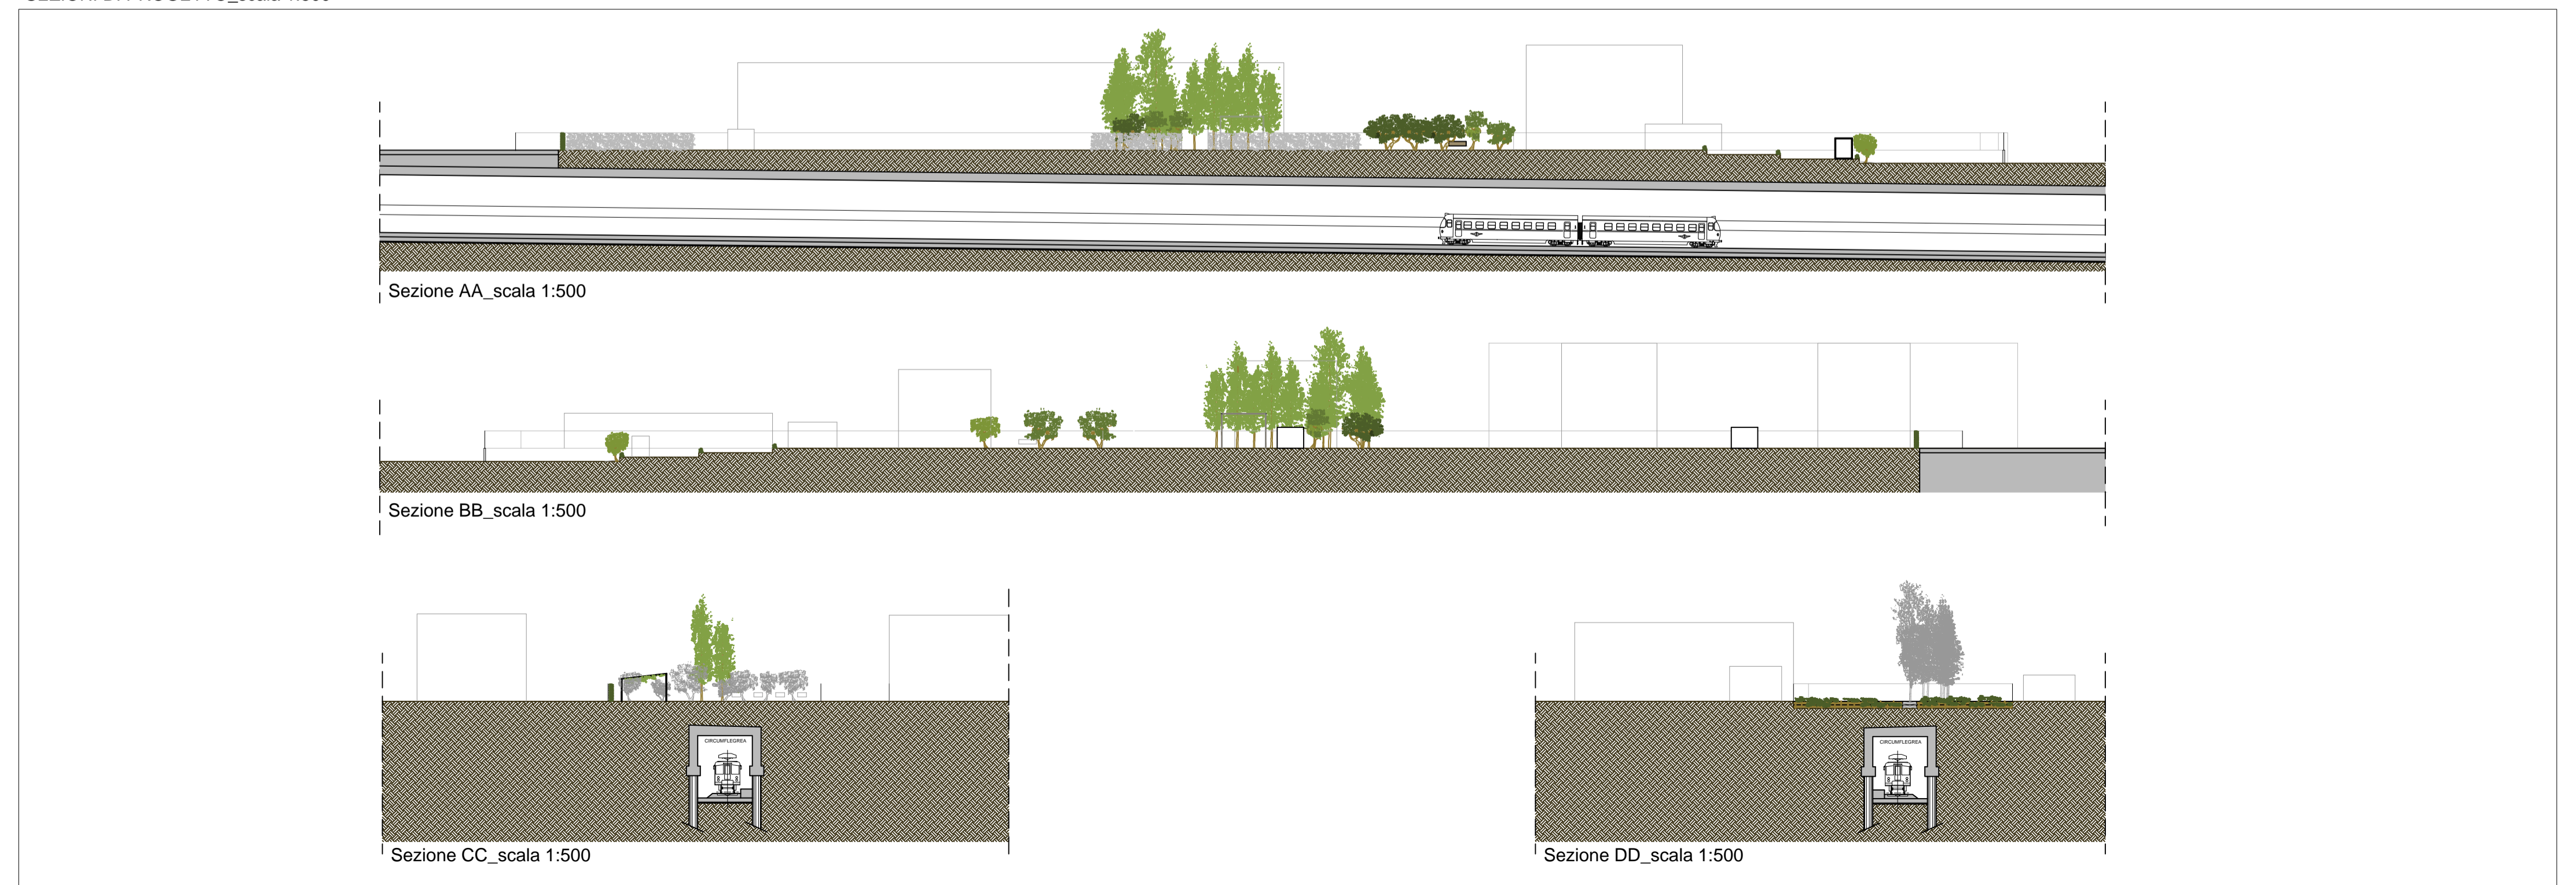 Sezione AA_scala 1:500
Sezione BB_scala 1:500
CIRCUMFLEGREA
CIRCUMFLEGREA
Sezione CC_scala 1:500
Sezione DD_scala 1:500